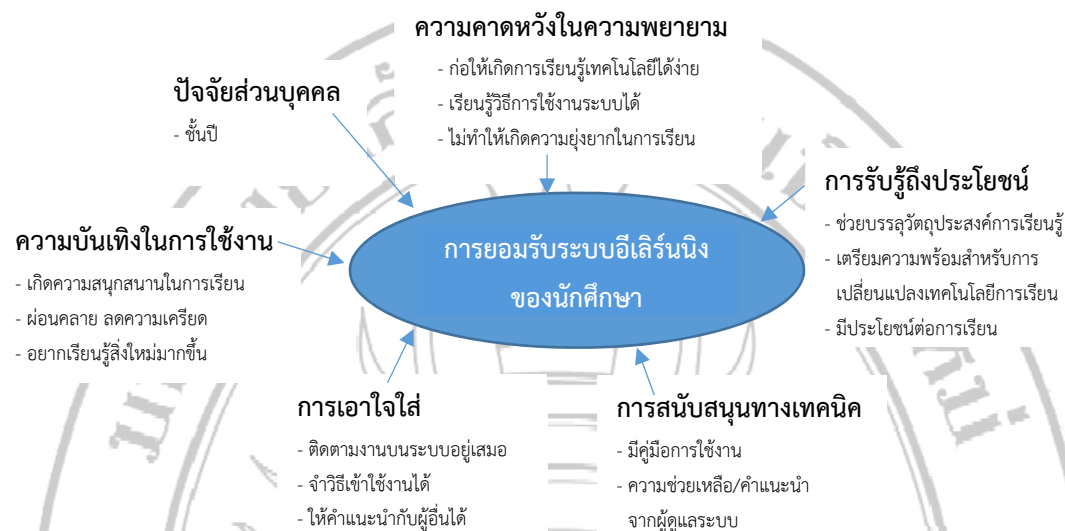 ความคาดหวังในความพยายาม
- ก่อให้เกิดการเรียนรู้เทคโนโลยีได้ง่าย
- เรียนรู้วิธีการใช้งานระบบได้
- ไม่ทำให้เกิดความยุ่งยากในการเรียน
ปัจจัยส่วนบุคคล
- ชั้นปี
การรับรู้ถึงประโยชน์
- ช่วยบรรลุวัตถุประสงค์การเรียนรู้
- เตรียมความพร้อมสำหรับการ
เปลี่ยนแปลงเทคโนโลยีการเรียน
- มีประโยชน์ต่อการเรียน
ความบันเทิงในการใช้งาน
- เกิดความสนุกสนานในการเรียน
- ผ่อนคลาย ลดความเครียด
- อยากเรียนรู้สิ่งใหม่มากขึ้น
การยอมรับระบบอีเลิร์นนิง
ของนักศึกษา
การเอาใจใส่
- ติดตามงานบนระบบอยู่เสมอ
- จำวิธีเข้าใช้งานได้
- ให้คำแนะนำกับผู้อื่นได้
การสนับสนุนทางเทคนิค
- มีคู่มือการใช้งาน
- ความช่วยเหลือ/คำแนะนำ
จากผู้ดูแลระบบ